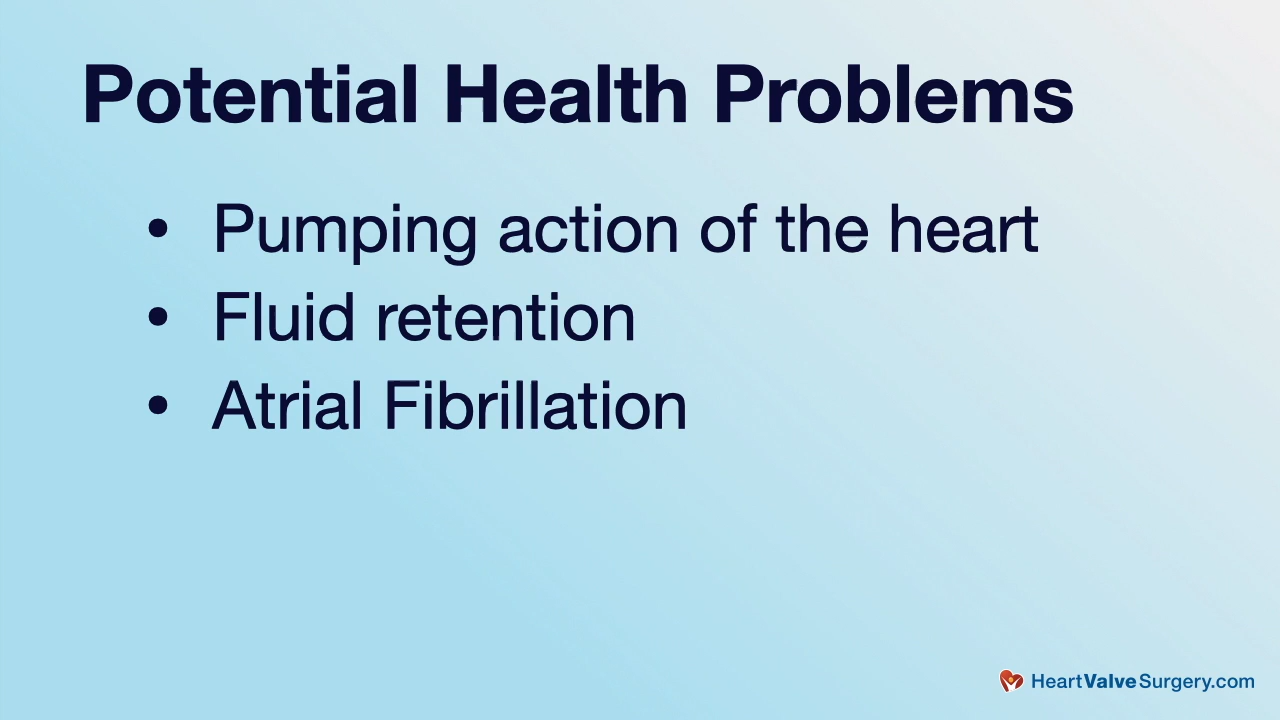 Potential Health Problems
• Pumping action of the heart
• Fluid retention
• Atrial Fibrillation
HeartValveSurgery.com